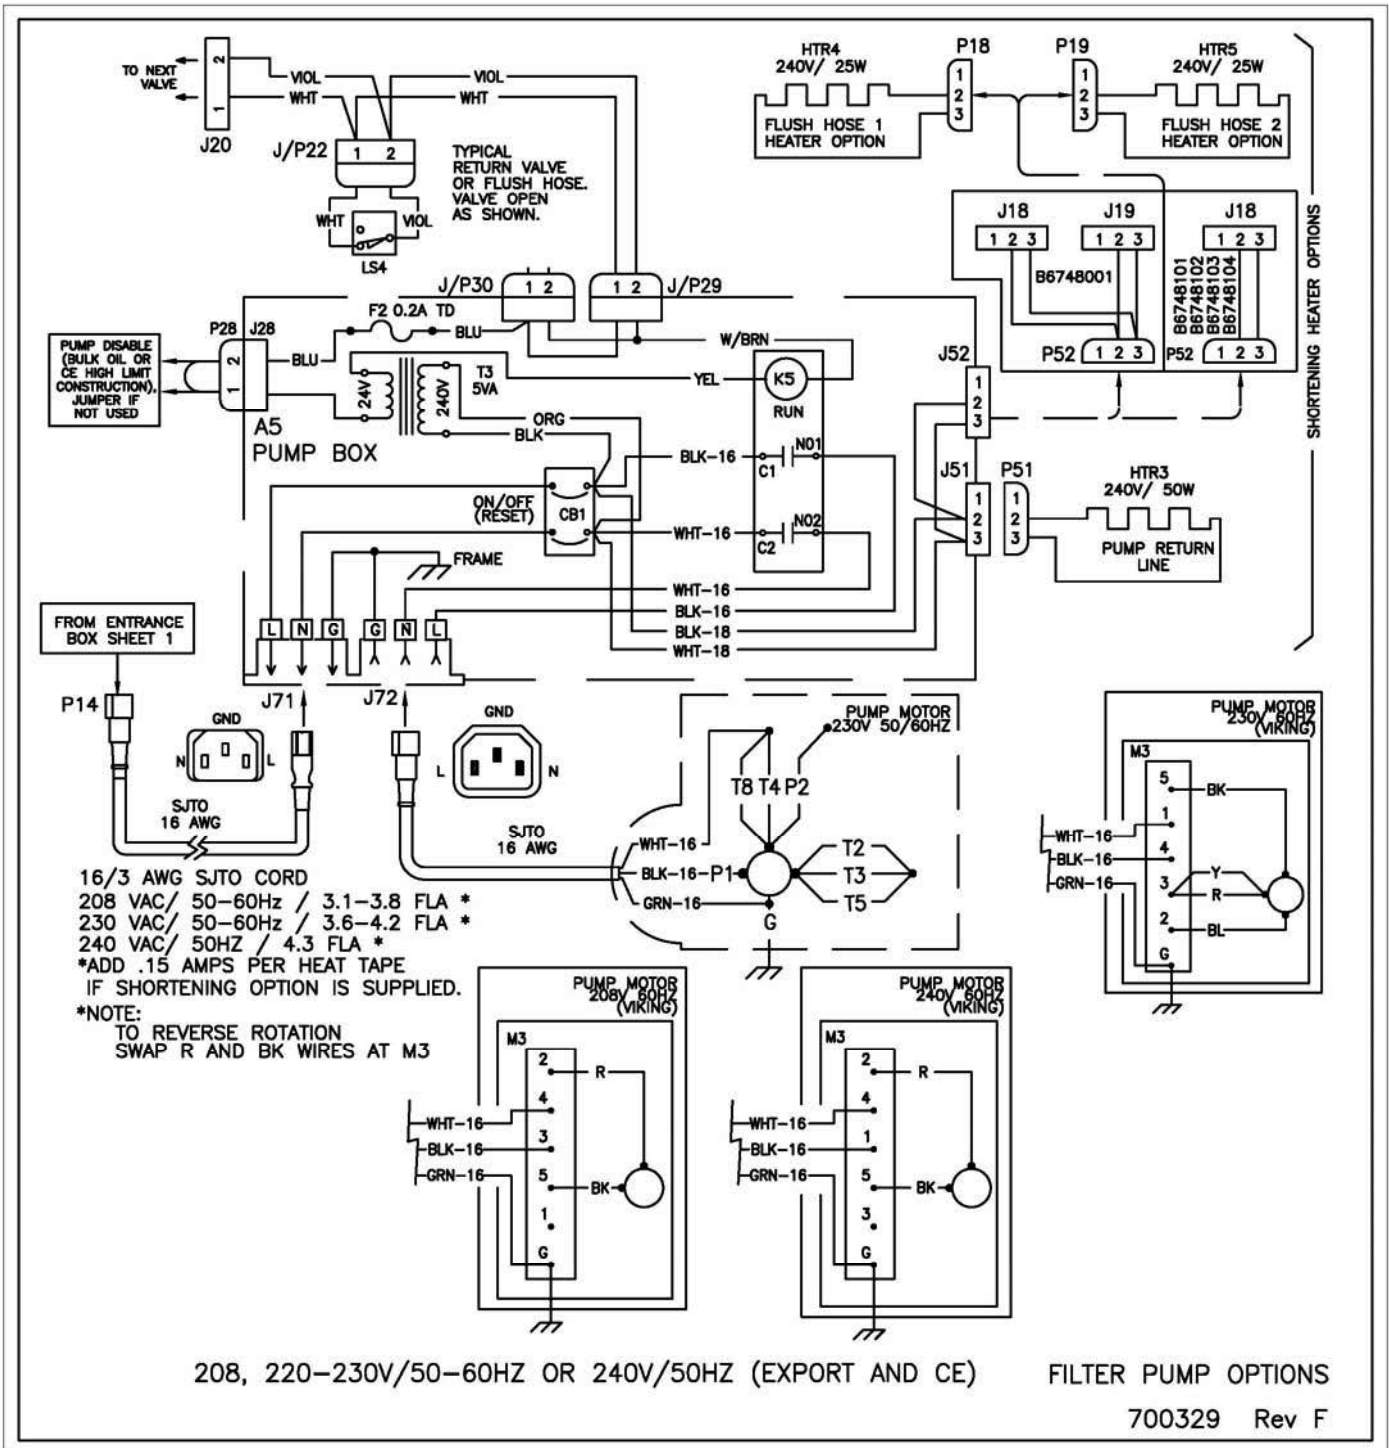 TO NEXT
VALVE
2
1
J20
VIOL
WHT
VIOL
WHT
J/P22
1 2
TYPICAL
RETURN VALVE
OR FLUSH HOSE.
VALVE OPEN
AS SHOWN.
WHT
VIOL
LS4
HTR4
240V/ 25W
P18
1
2
3
FLUSH HOSE 1
HEATER OPTION
P19
1
2
3
HTR5
240V/ 25W
FLUSH HOSE 2
HEATER OPTION
SHORTENING HEATER OPTIONS
J18
1 2 3
J19
1 2 3
J18
1 2 3
B6748001
B6748101
B6748102
B6748103
B6748104
P52
1 2 3
P52
1 2 3
J/P30
1 2
1 2
J/P29
F2 0.2A TD
BLU
PUMP DISABLE
(BULK OIL OR
CE HIGH LIMIT
CONSTRUCTION),
JUMPER IF
NOT USED
P28
J28
2
1
BLU
24V
240V
T3
5VA
A5
PUMP BOX
W/BRN
YEL
K5
RUN
ORG
BLK
BLK-16
C1
NO1
ON/OFF
(RESET)
CB1
WHT-16
C2
NO2
FRAME
WHT-16
BLK-16
BLK-18
WHT-18
J52
1
2
3
J51
1
2
3
P51
1
2
3
HTR3
240V/ 50W
PUMP RETURN
LINE
FROM ENTRANCE
BOX SHEET 1
L N G G N L
P14
J71
J72
GND
N
L
GND
L
N
SJTO
16 AWG
SJTO
16 AWG
16/3 AWG SJTO CORD
208 VAC/ 50-60Hz / 3.1-3.8 FLA *
230 VAC/ 50-60Hz / 3.6-4.2 FLA *
240 VAC/ 50HZ / 4.3 FLA *
*ADD .15 AMPS PER HEAT TAPE
IF SHORTENING OPTION IS SUPPLIED.
*NOTE:
TO REVERSE ROTATION
SWAP R AND BK WIRES AT M3
PUMP MOTOR
230V 50/60HZ
T8 T4 P2
WHT-16
BLK-16
P1
GRN-16
T2
T3
T5
G
PUMP MOTOR
230V 60HZ
(VIKING)
M3
5
BK
1
WHT-16
4
BLK-16
3
Y
GRN-16
R
2
BL
G
PUMP MOTOR
208V 60HZ
(VIKING)
M3
2
R
4
WHT-16
3
BLK-16
GRN-16
5
BK
1
G
PUMP MOTOR
240V 60HZ
(VIKING)
M3
2
R
4
WHT-16
1
BLK-16
GRN-16
5
BK
3
G
208, 220-230V/50-60HZ OR 240V/50HZ (EXPORT AND CE)
FILTER PUMP OPTIONS
700329 Rev F